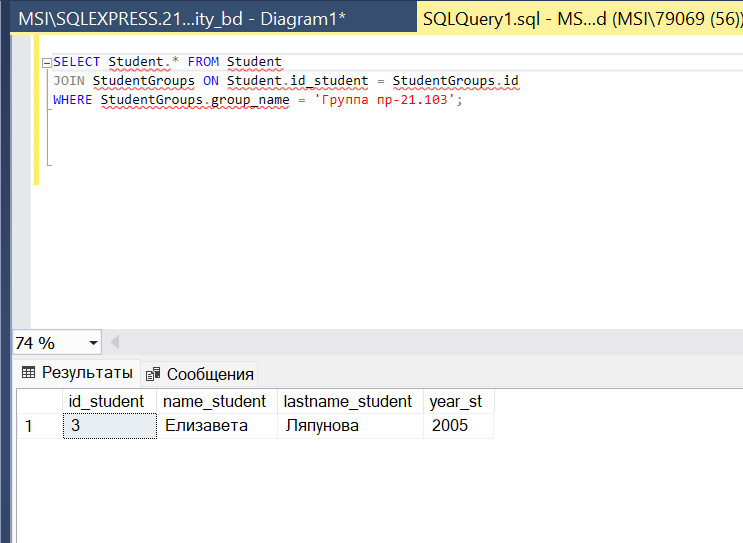 MSI\SQLEXPRESS.21...ity_bd - Diagram1*
SQLQuery1.sql - MS...d (MSI\79069 (56))
SELECT Student.* FROM Student
JOIN StudentGroups ON Student.id_student = StudentGroups.id
WHERE StudentGroups.group_name = 'Группа пр-21.103';
74 %
Результаты Сообщения
id_student name_student lastname_student year_st
1 3 Елизавета Ляпунова 2005